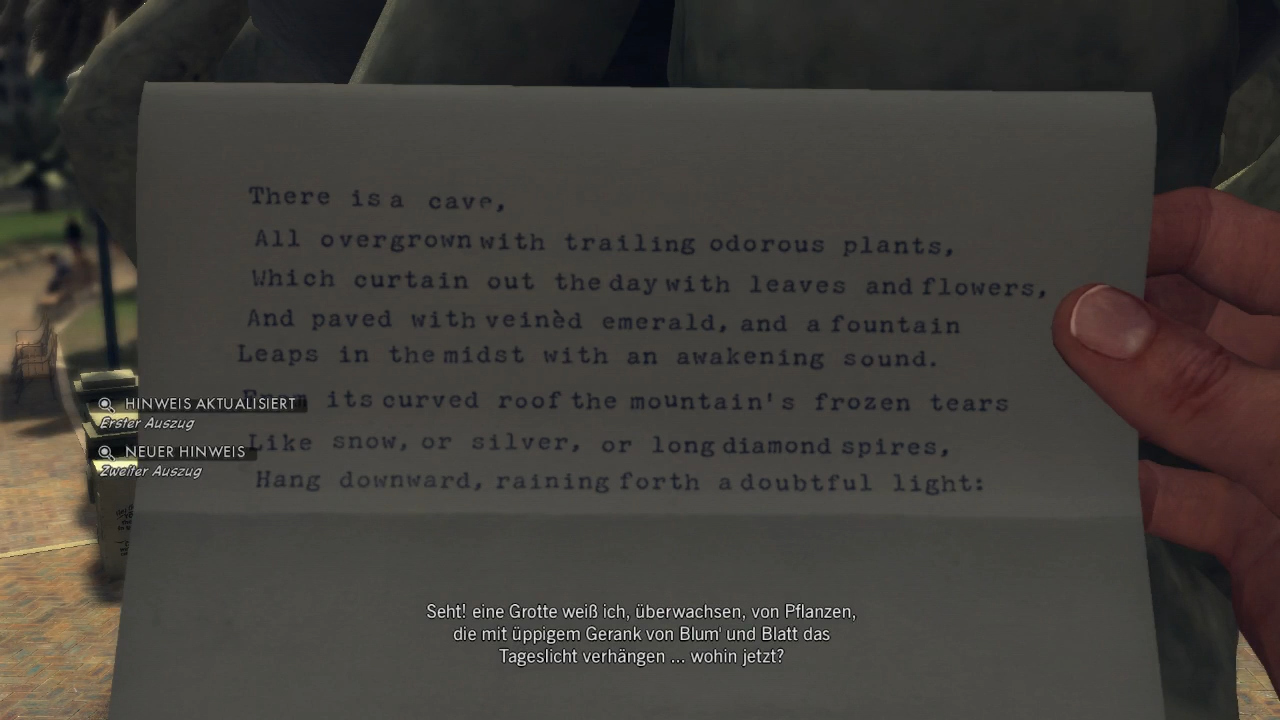 There is a cave,
All overgrown with trailing odorous plants,
Which curtain out the day with leaves and flowers,
And paved with veinèd emerald, and a fountain
Leaps in the midst with an awakening sound.
its curved roof the mountain's frozen tears
Like snow, or silver, or long diamond spires,
Hang downward, raining forth a doubtful light:
HINWEIS AKTUALISIERT
Erster Auszug
NEUER HINWEIS
Zweiter Auszug
Seht! eine Grotte weiß ich, überwachsen, von Pflanzen,
die mit üppigem Gerank von Blum' und Blatt das
Tageslicht verhängen ... wohin jetzt?